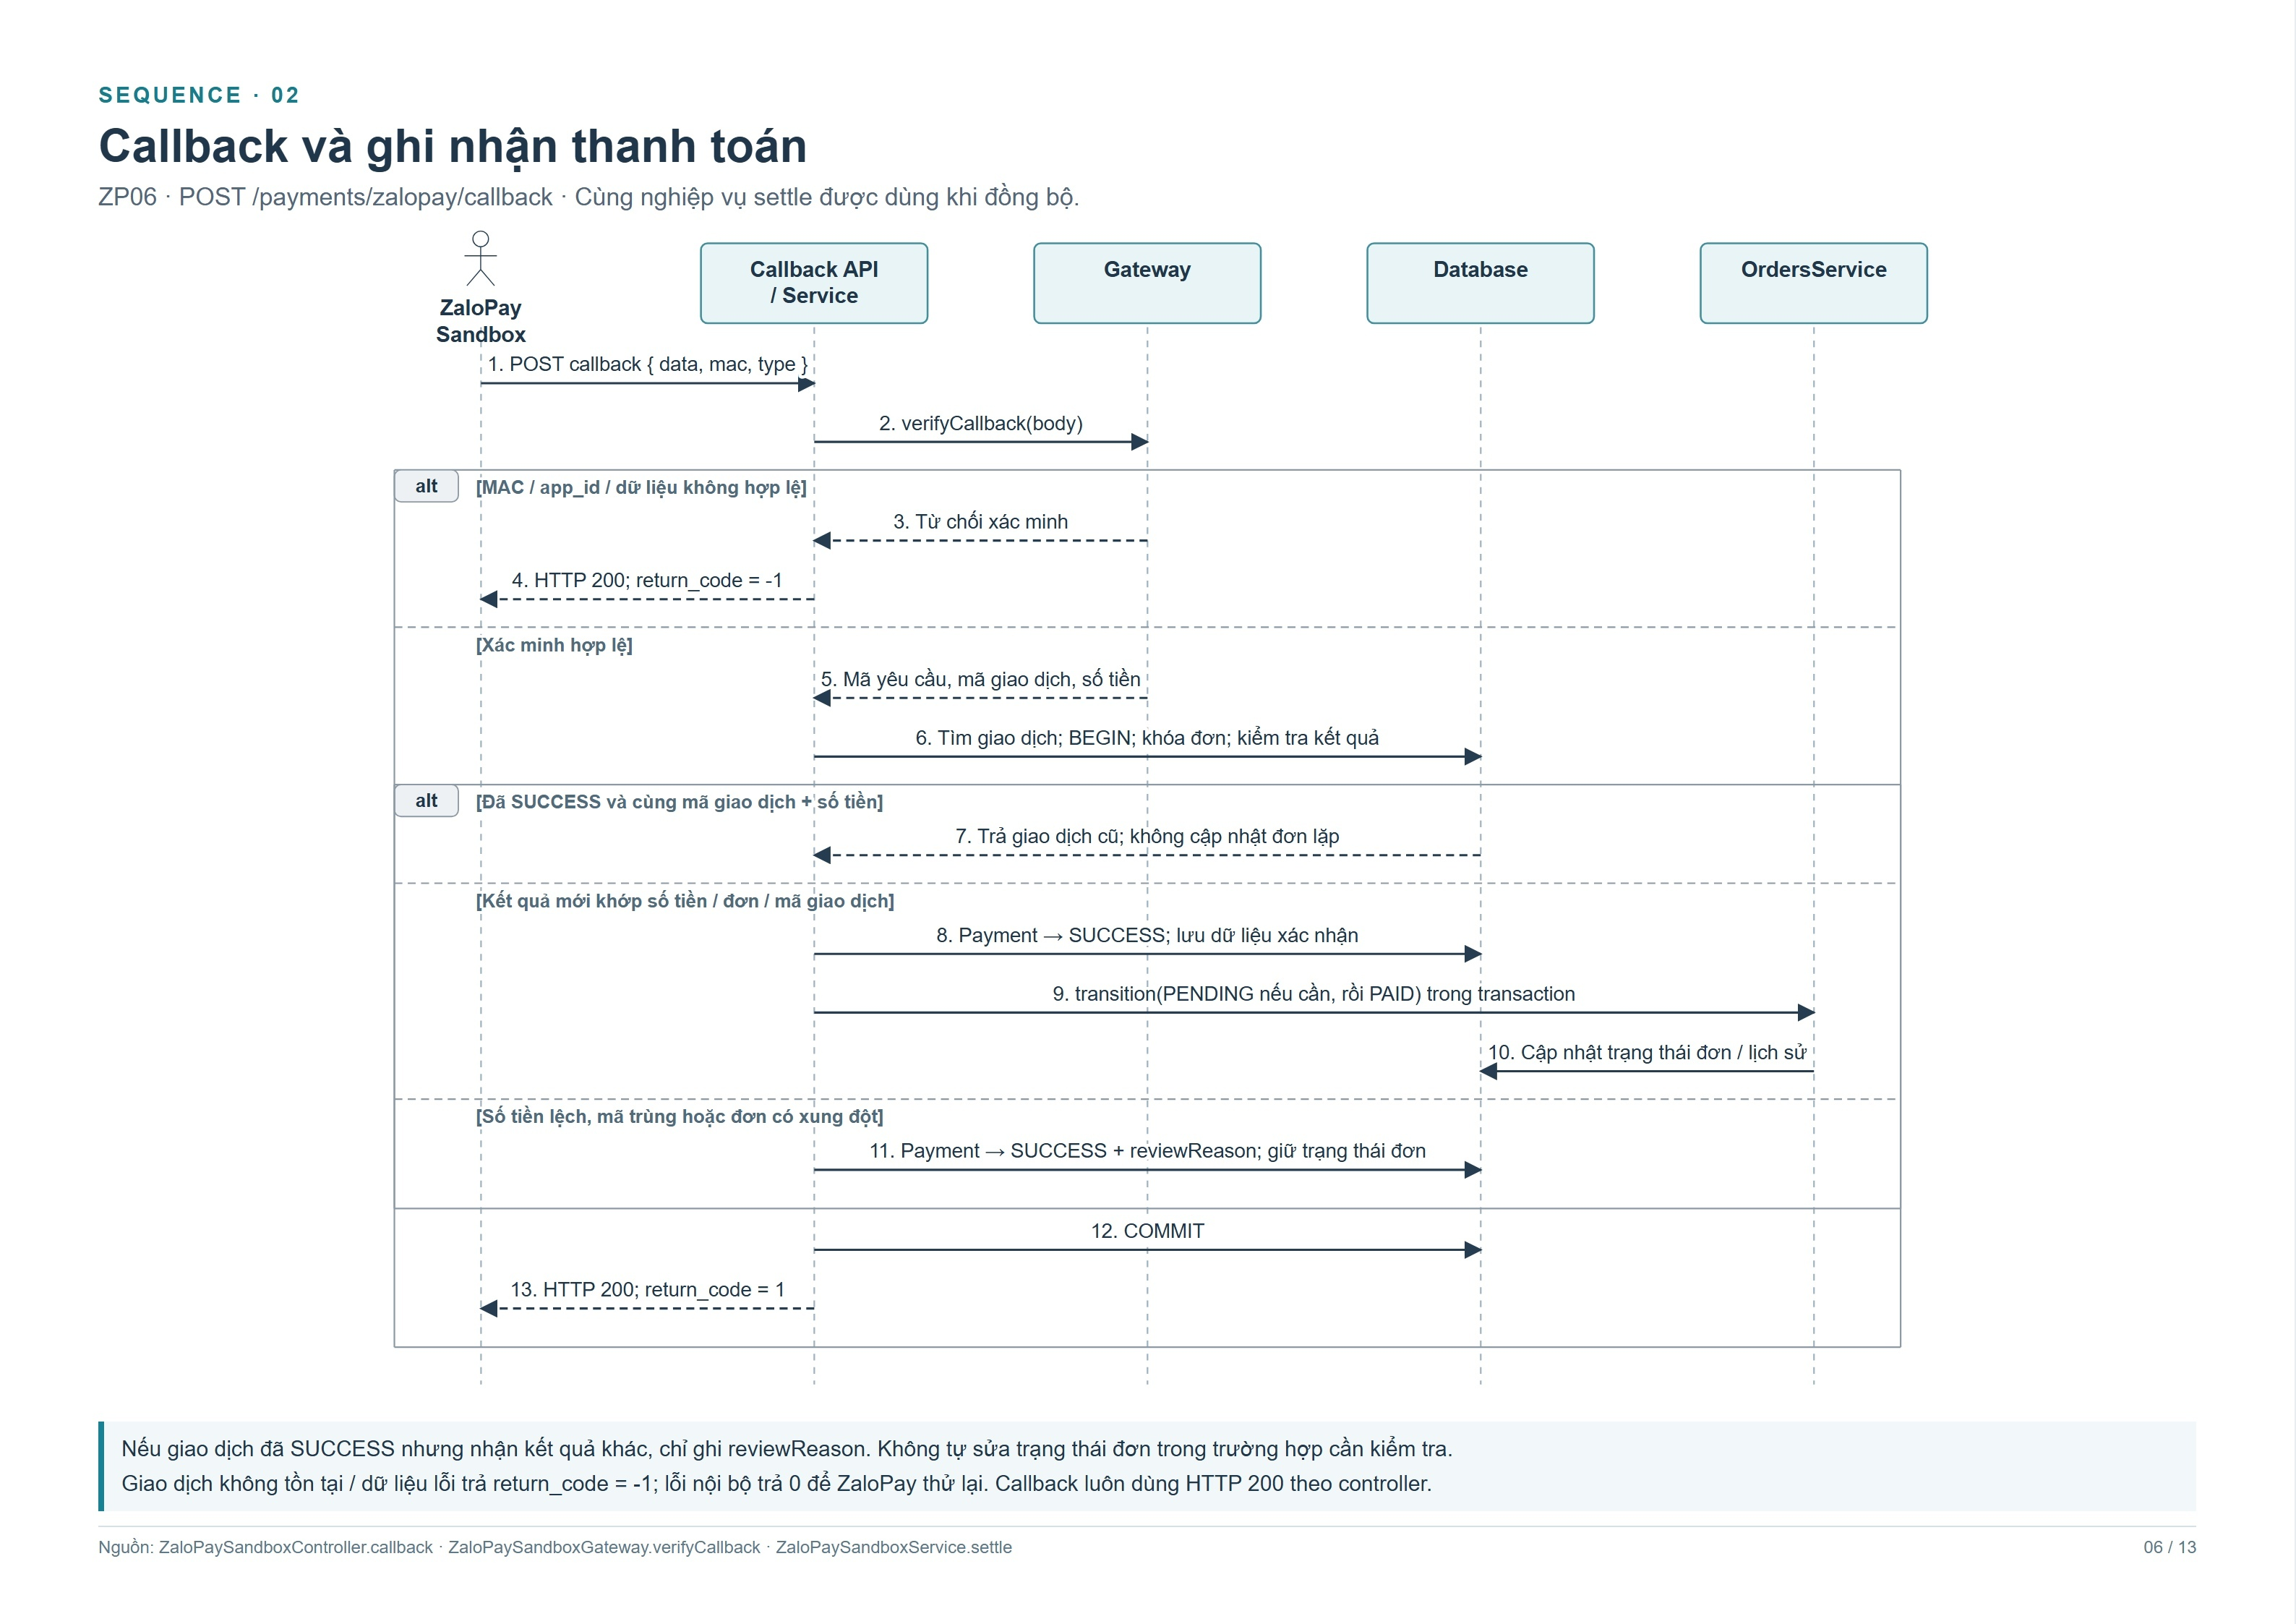 SEQUENCE · 02
Callback và ghi nhận thanh toán
ZP06 · POST /payments/zalopay/callback · Cùng nghiệp vụ settle được dùng khi đồng bộ.
ZaloPay
Sandbox
Callback API
/ Service
Gateway
Database
OrdersService
1. POST callback { data, mac, type }
2. verifyCallback(body)
alt
[MAC / app_id / dữ liệu không hợp lệ]
3. Từ chối xác minh
4. HTTP 200; return_code = -1
[Xác minh hợp lệ]
5. Mã yêu cầu, mã giao dịch, số tiền
6. Tìm giao dịch; BEGIN; khóa đơn; kiểm tra kết quả
alt
[Đã SUCCESS và cùng mã giao dịch + số tiền]
7. Trả giao dịch cũ; không cập nhật đơn lặp
[Kết quả mới khớp số tiền / đơn / mã giao dịch]
8. Payment → SUCCESS; lưu dữ liệu xác nhận
9. transition(PENDING nếu cần, rồi PAID) trong transaction
10. Cập nhật trạng thái đơn / lịch sử
[Số tiền lệch, mã trùng hoặc đơn có xung đột]
11. Payment → SUCCESS + reviewReason; giữ trạng thái đơn
12. COMMIT
13. HTTP 200; return_code = 1
Nếu giao dịch đã SUCCESS nhưng nhận kết quả khác, chỉ ghi reviewReason. Không tự sửa trạng thái đơn trong trường hợp cần kiểm tra.
Giao dịch không tồn tại / dữ liệu lỗi trả return_code = -1; lỗi nội bộ trả 0 để ZaloPay thử lại. Callback luôn dùng HTTP 200 theo controller.
Nguồn: ZaloPaySandboxController.callback · ZaloPaySandboxGateway.verifyCallback · ZaloPaySandboxService.settle
06 / 13